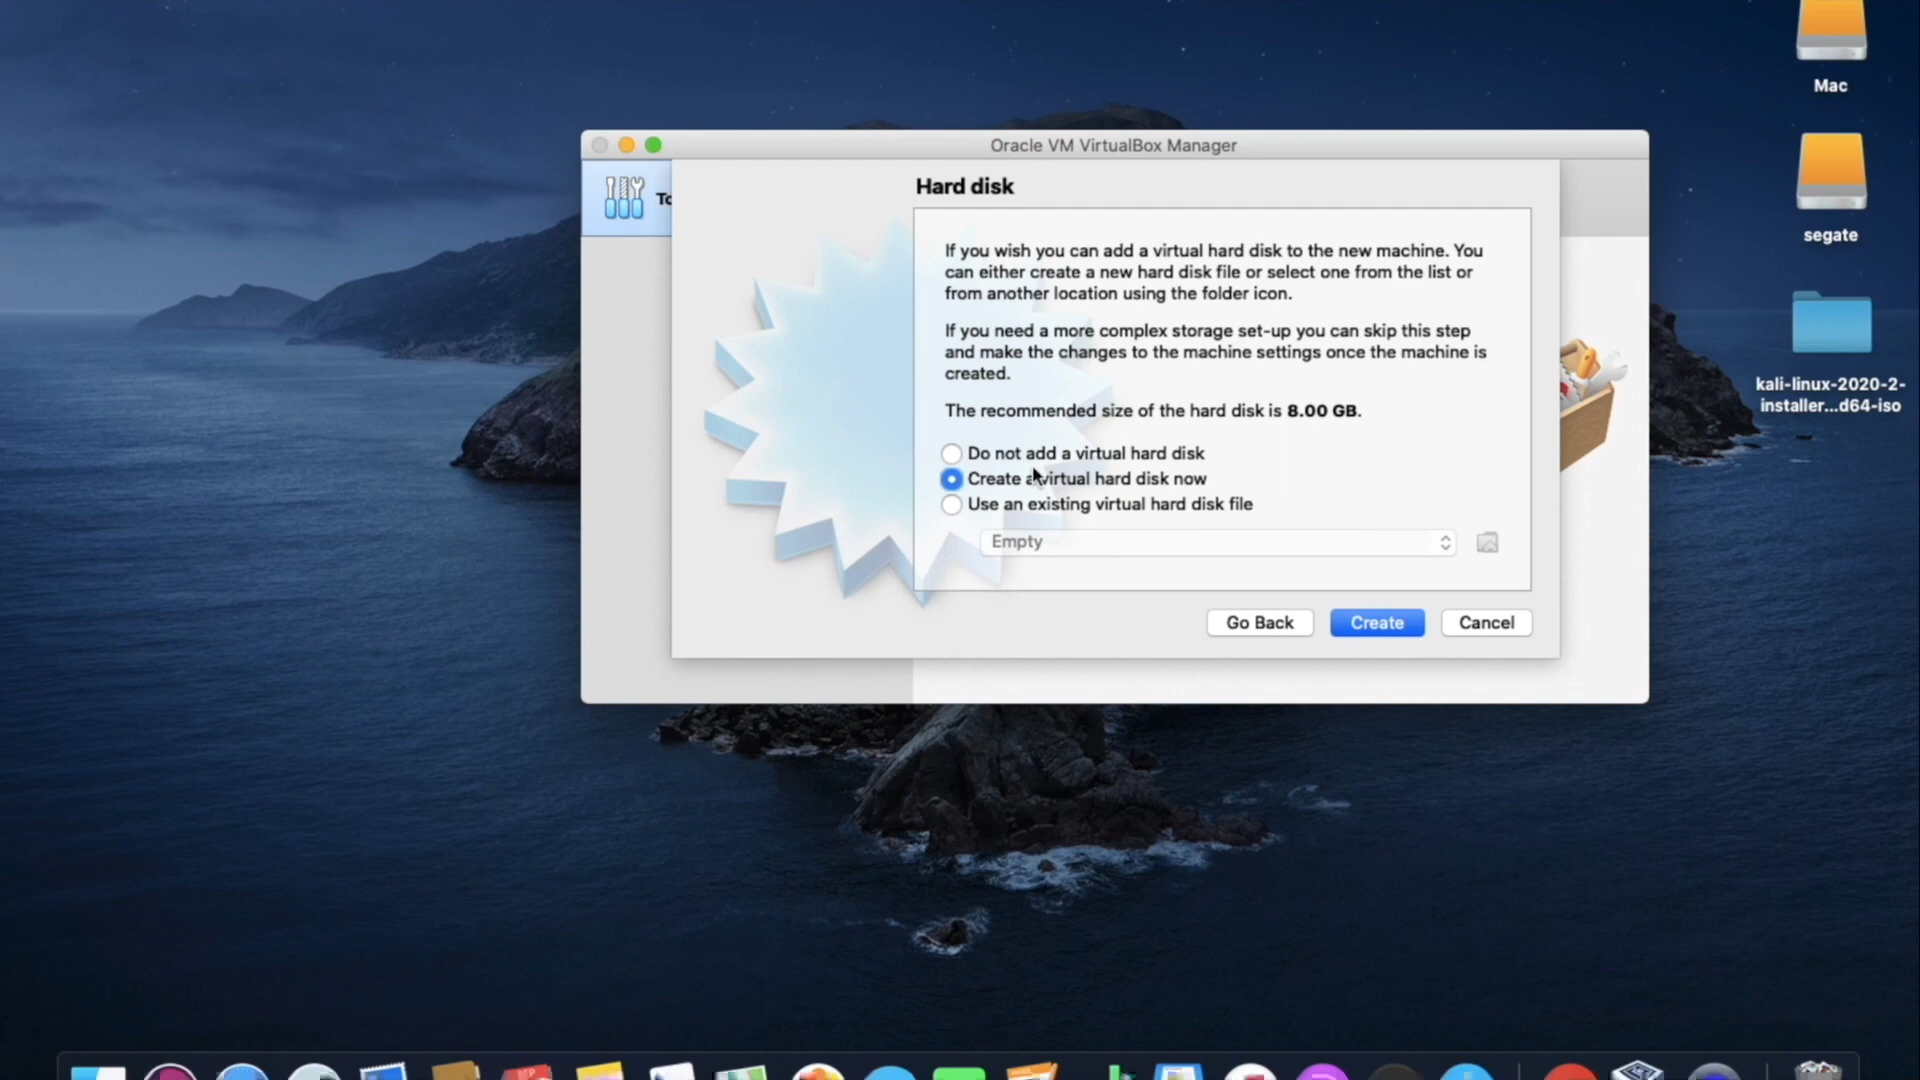 Mac
Oracle VM VirtualBox Manager
To
Hard disk
If you wish you can add a virtual hard disk to the new machine. You
can either create a new hard disk file or select one from the list or
from another location using the folder icon.
If you need a more complex storage set-up you can skip this step
and make the changes to the machine settings once the machine is
created.
The recommended size of the hard disk is 8.00 GB.
Do not add a virtual hard disk
Create a virtual hard disk now
Use an existing virtual hard disk file
Empty
Go Back
Create
Cancel
segate
kali-linux-2020-2-
installer...d64-iso